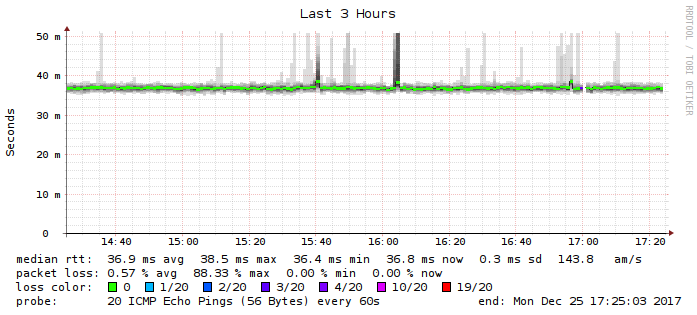 Last 3 Hours
RRDTOOL / TOBI OETIKER
Seconds
50 m
40 m
30 m
20 m
10 m
0
14:40 15:00 15:20 15:40 16:00 16:20 16:40 17:00 17:20
median rtt: 36.9 ms avg 38.5 ms max 36.4 ms min 36.8 ms now 0.3 ms sd 143.8 am/s
packet loss: 0.57 % avg 88.33 % max 0.00 % min 0.00 % now
loss color: 0 1/20 2/20 3/20 4/20 10/20 19/20
probe: 20 ICMP Echo Pings (56 Bytes) every 60s end: Mon Dec 25 17:25:03 2017